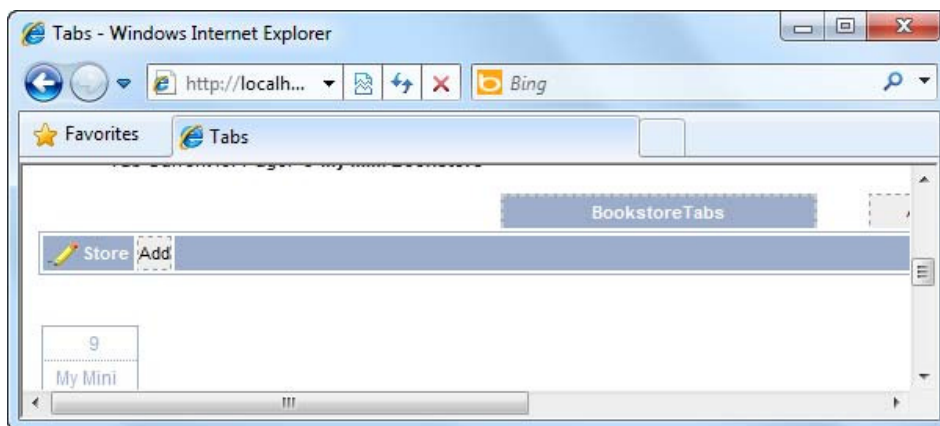 Tabs - Windows Internet Explorer
http://localh...
Bing
Favorites
Tabs
BookstoreTabs
Store Add
9
My Mini